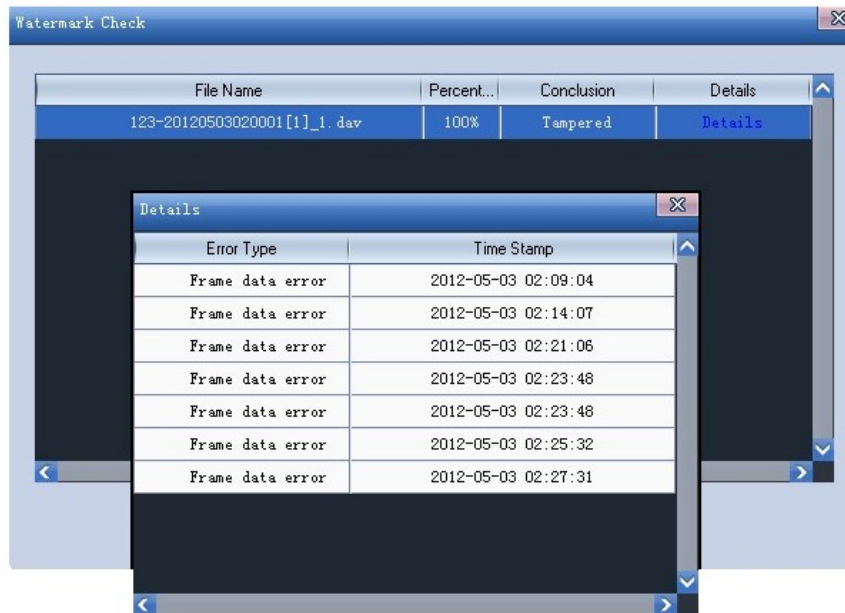 Watermark Check
File Name Percent... Conclusion Details
123-20120503020001[1]_1.dav 100% Tampered Details
Details
Error Type Time Stamp
Frame data error 2012-05-03 02:09:04
Frame data error 2012-05-03 02:14:07
Frame data error 2012-05-03 02:21:06
Frame data error 2012-05-03 02:23:48
Frame data error 2012-05-03 02:23:48
Frame data error 2012-05-03 02:25:32
Frame data error 2012-05-03 02:27:31